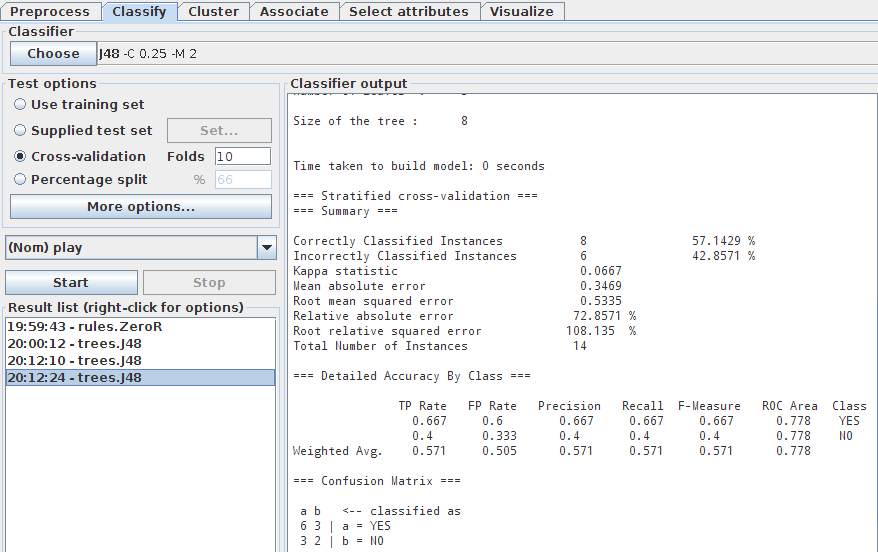 Preprocess Classify Cluster Associate Select attributes Visualize
Classifier
Choose J48 -C 0.25 -M 2
Test options
Use training set
Supplied test set Set...
Cross-validation Folds 10
Percentage split % 66
More options...
(Nom) play
Start Stop
Result list (right-click for options)
19:59:43 - rules.ZeroR
20:00:12 - trees.J48
20:12:10 - trees.J48
20:12:24 - trees.J48
Classifier output
Size of the tree : 8
Time taken to build model: 0 seconds
=== Stratified cross-validation ===
=== Summary ===
Correctly Classified Instances 8 57.1429 %
Incorrectly Classified Instances 6 42.8571 %
Kappa statistic 0.0667
Mean absolute error 0.3469
Root mean squared error 0.5335
Relative absolute error 72.8571 %
Root relative squared error 108.135 %
Total Number of Instances 14
=== Detailed Accuracy By Class ===
TP Rate FP Rate Precision Recall F-Measure ROC Area Class
0.667 0.6 0.667 0.667 0.667 0.778 YES
0.4 0.333 0.4 0.4 0.4 0.778 NO
Weighted Avg. 0.571 0.505 0.571 0.571 0.571 0.778
=== Confusion Matrix ===
a b <-- classified as
6 3 | a = YES
3 2 | b = NO